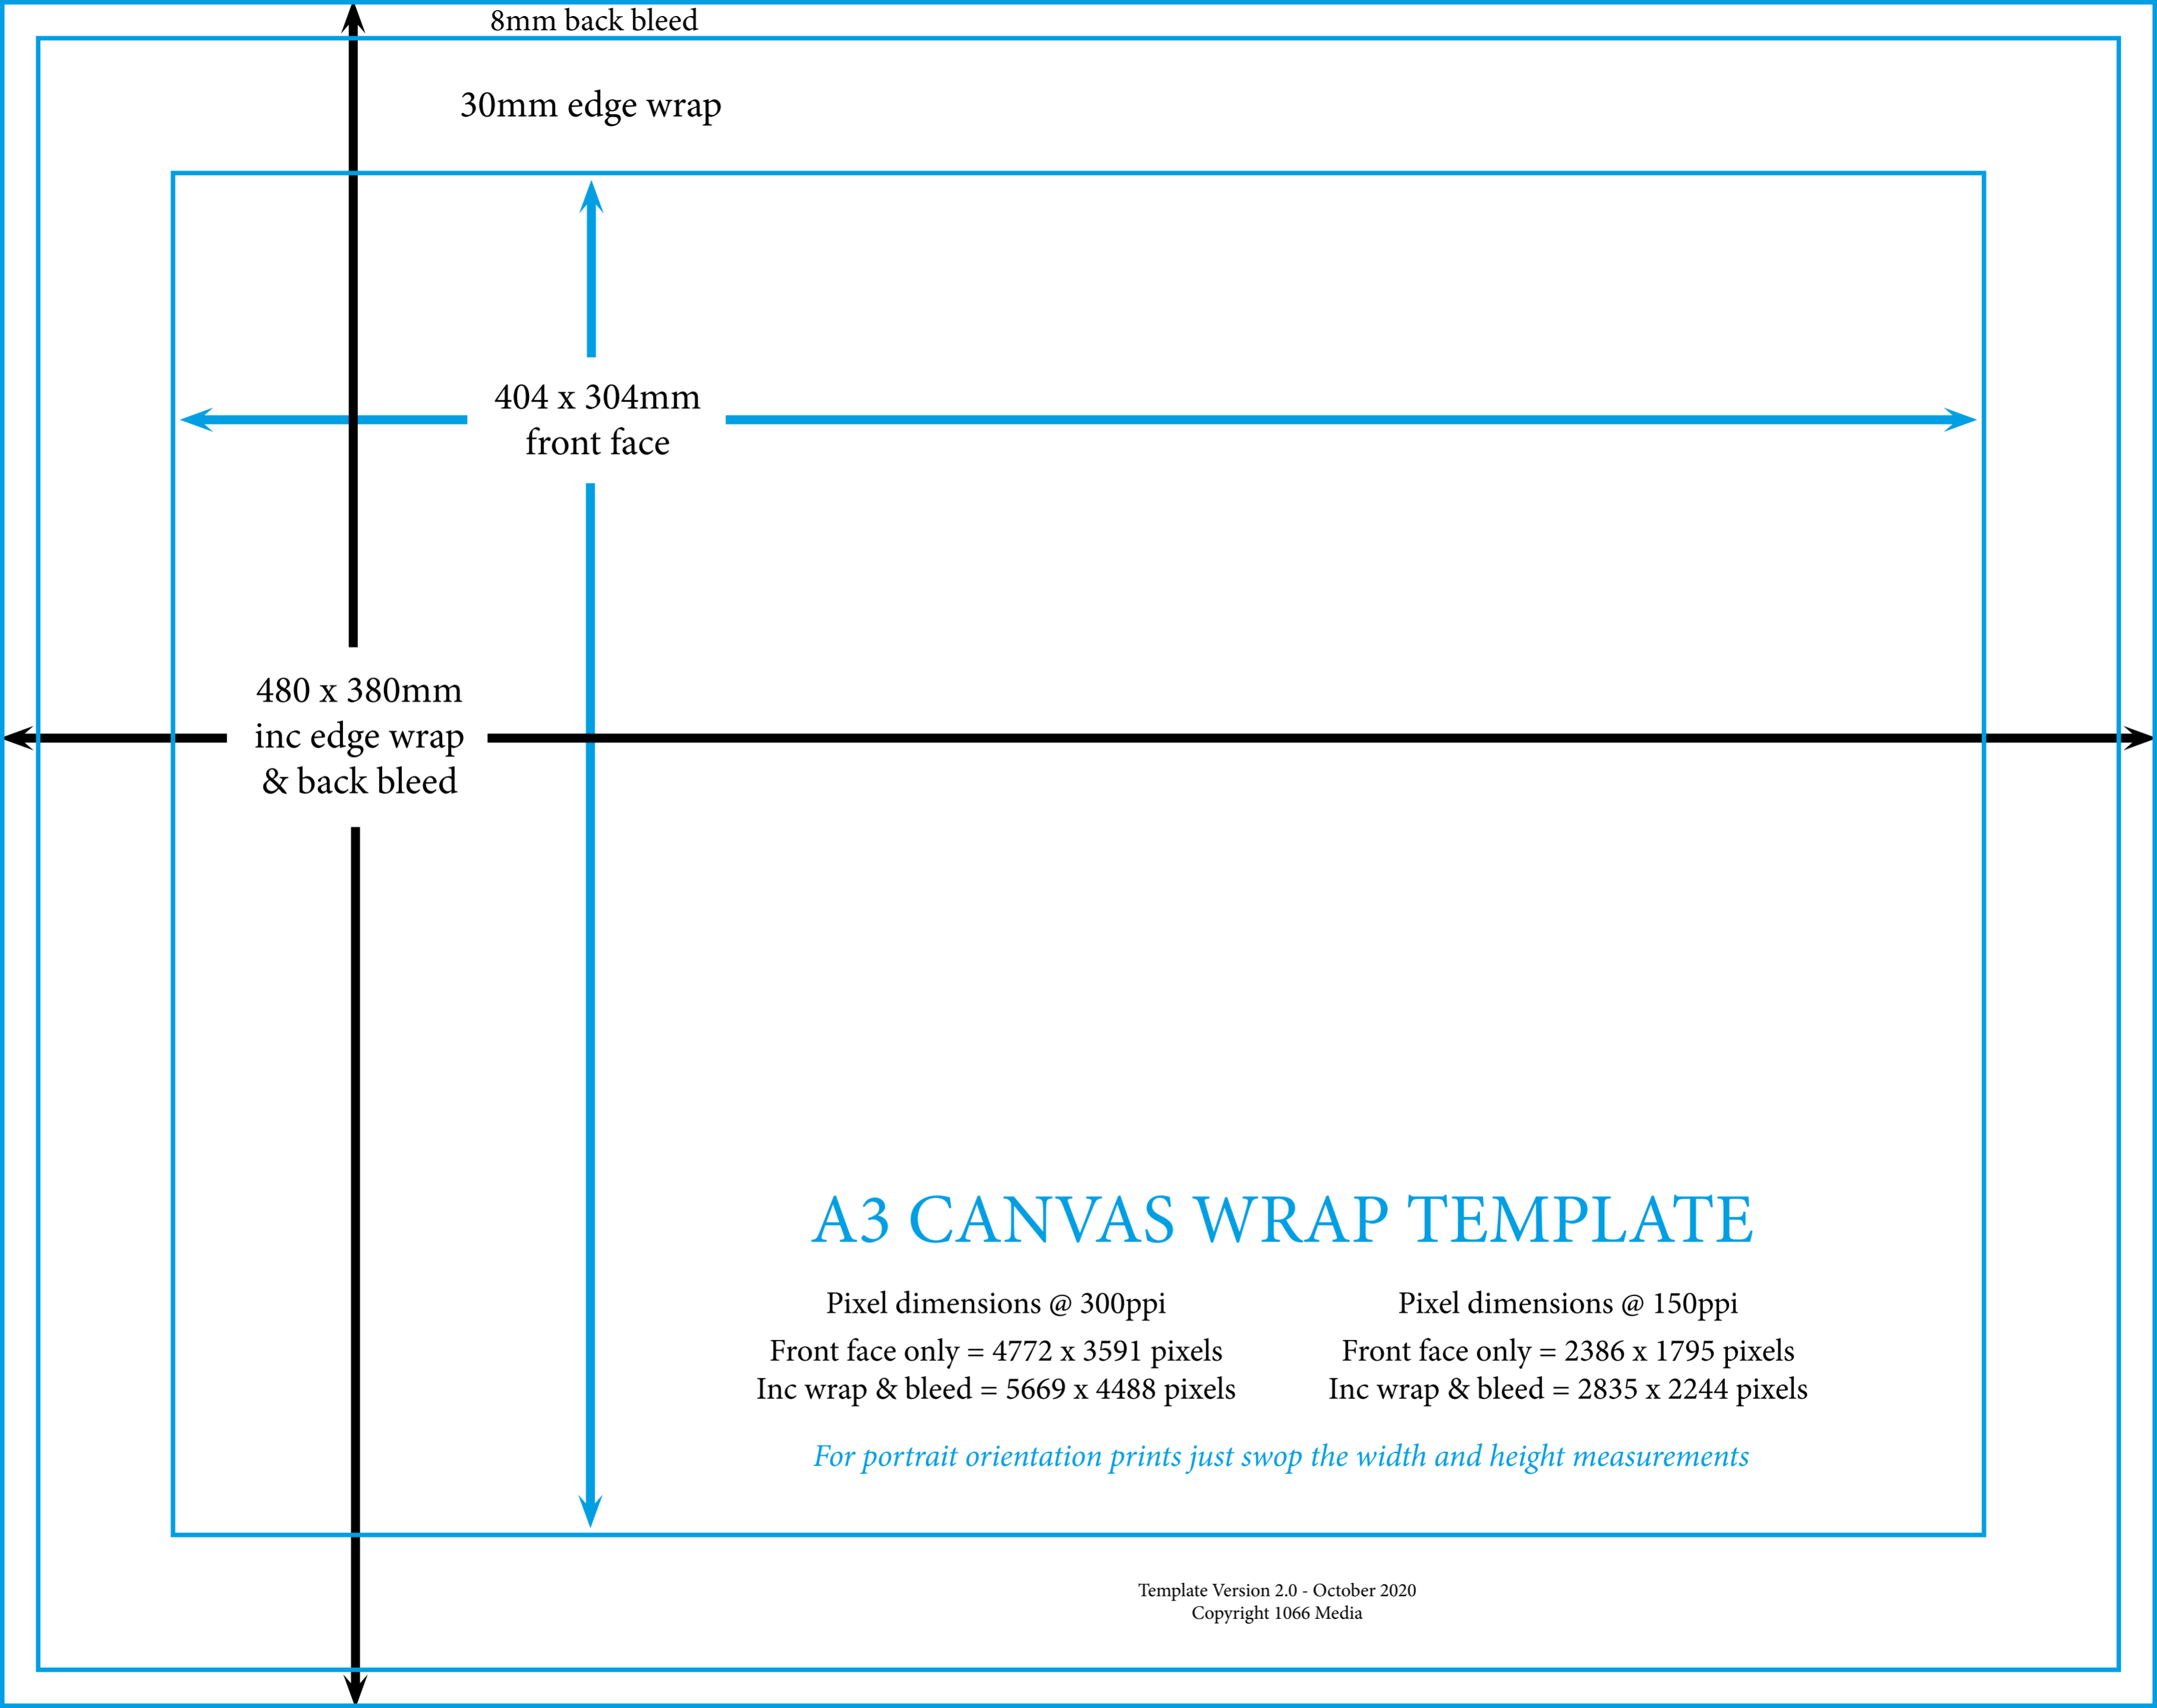 8mm back bleed
30mm edge wrap
404 x 304mm
front face
480 x 380mm
inc edge wrap
& back bleed
A3 CANVAS WRAP TEMPLATE
Pixel dimensions @ 300ppi
Front face only = 4772 x 3591 pixels
Inc wrap & bleed = 5669 x 4488 pixels
Pixel dimensions @ 150ppi
Front face only = 2386 x 1795 pixels
Inc wrap & bleed = 2835 x 2244 pixels
For portrait orientation prints just swop the width and height measurements
Template Version 2.0 - October 2020
Copyright 1066 Media